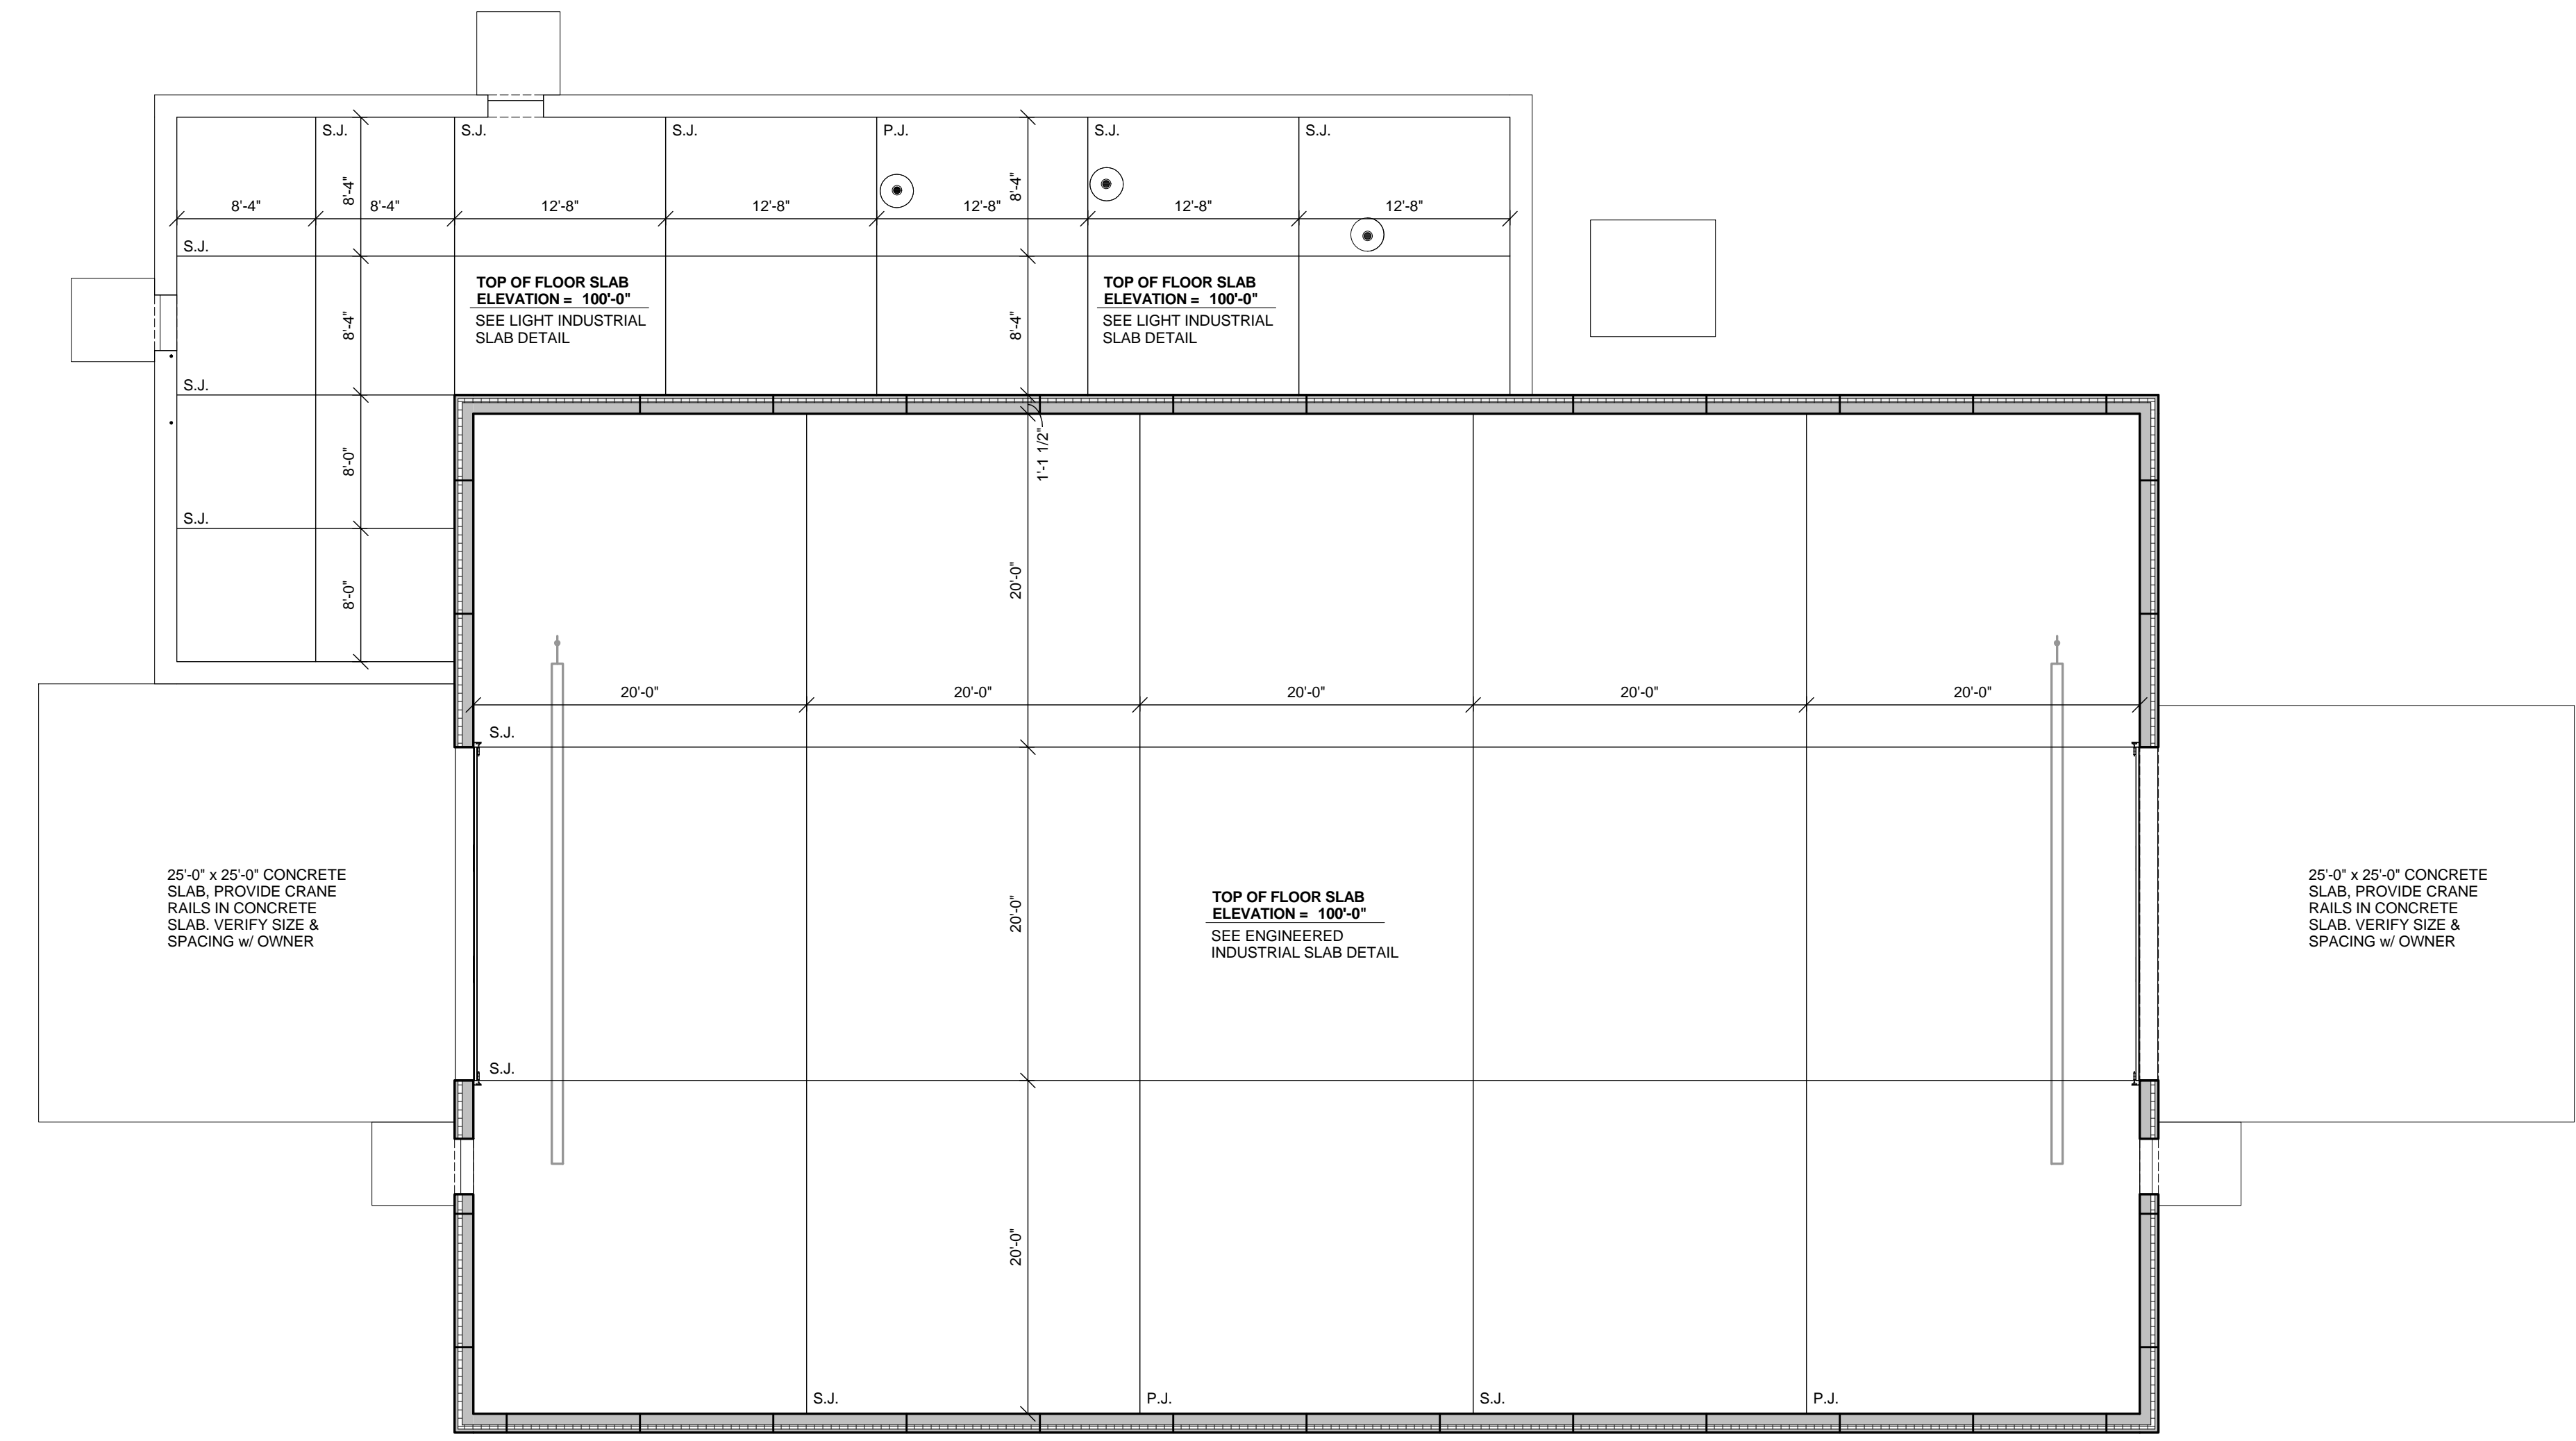 S.J.
S.J.
S.J.
P.J.
S.J.
S.J.
8'-4"
8'-4"
8'-4"
8'-4"
12'-8"
12'-8"
12'-8"
12'-8"
12'-8"
S.J.
TOP OF FLOOR SLAB
ELEVATION = 100'-0"
SEE LIGHT INDUSTRIAL
SLAB DETAIL
TOP OF FLOOR SLAB
ELEVATION = 100'-0"
SEE LIGHT INDUSTRIAL
SLAB DETAIL
8'-4"
8'-4"
S.J.
1'-1 1/2"
8'-0"
S.J.
8'-0"
20'-0"
20'-0"
20'-0"
20'-0"
20'-0"
20'-0"
S.J.
25'-0" x 25'-0" CONCRETE
SLAB, PROVIDE CRANE
RAILS IN CONCRETE
SLAB. VERIFY SIZE &
SPACING w/ OWNER
20'-0"
TOP OF FLOOR SLAB
ELEVATION = 100'-0"
SEE ENGINEERED
INDUSTRIAL SLAB DETAIL
25'-0" x 25'-0" CONCRETE
SLAB, PROVIDE CRANE
RAILS IN CONCRETE
SLAB. VERIFY SIZE &
SPACING w/ OWNER
S.J.
20'-0"
S.J.
P.J.
S.J.
P.J.